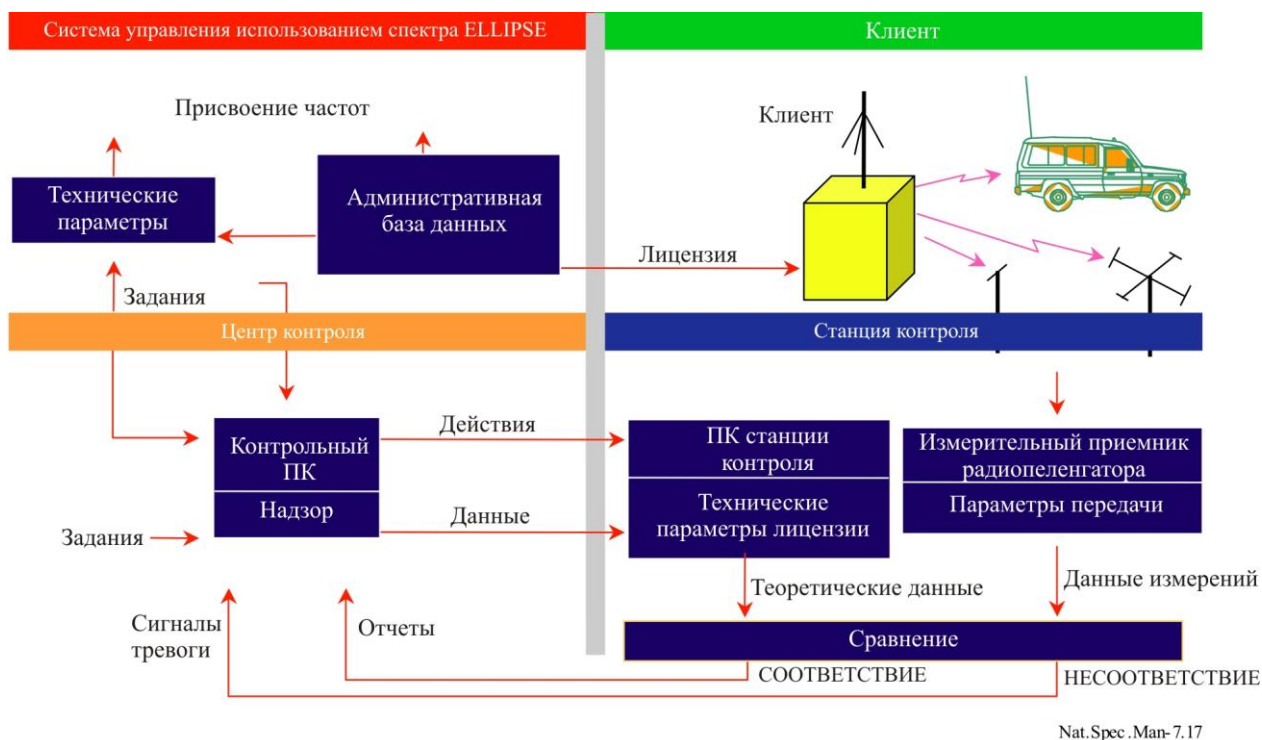 Система управления использованием спектра ELLIPSE
Клиент
Присвоение частот
Клиент
Технические
параметры
Административная
база данных
Лицензия
Задания
Центр контроля
Станция контроля
Действия
Контрольный
ПК
Надзор
ПК станции
контроля
Технические
параметры лицензии
Измерительный приемник
радиопеленгатора
Параметры передачи
Данные
Задания
Теоретические данные
Данные измерений
Сигналы
тревоги
Отчеты
Сравнение
СООТВЕТСТВИЕ
НЕСООТВЕТСТВИЕ
Nat.Spec.Man-7.17